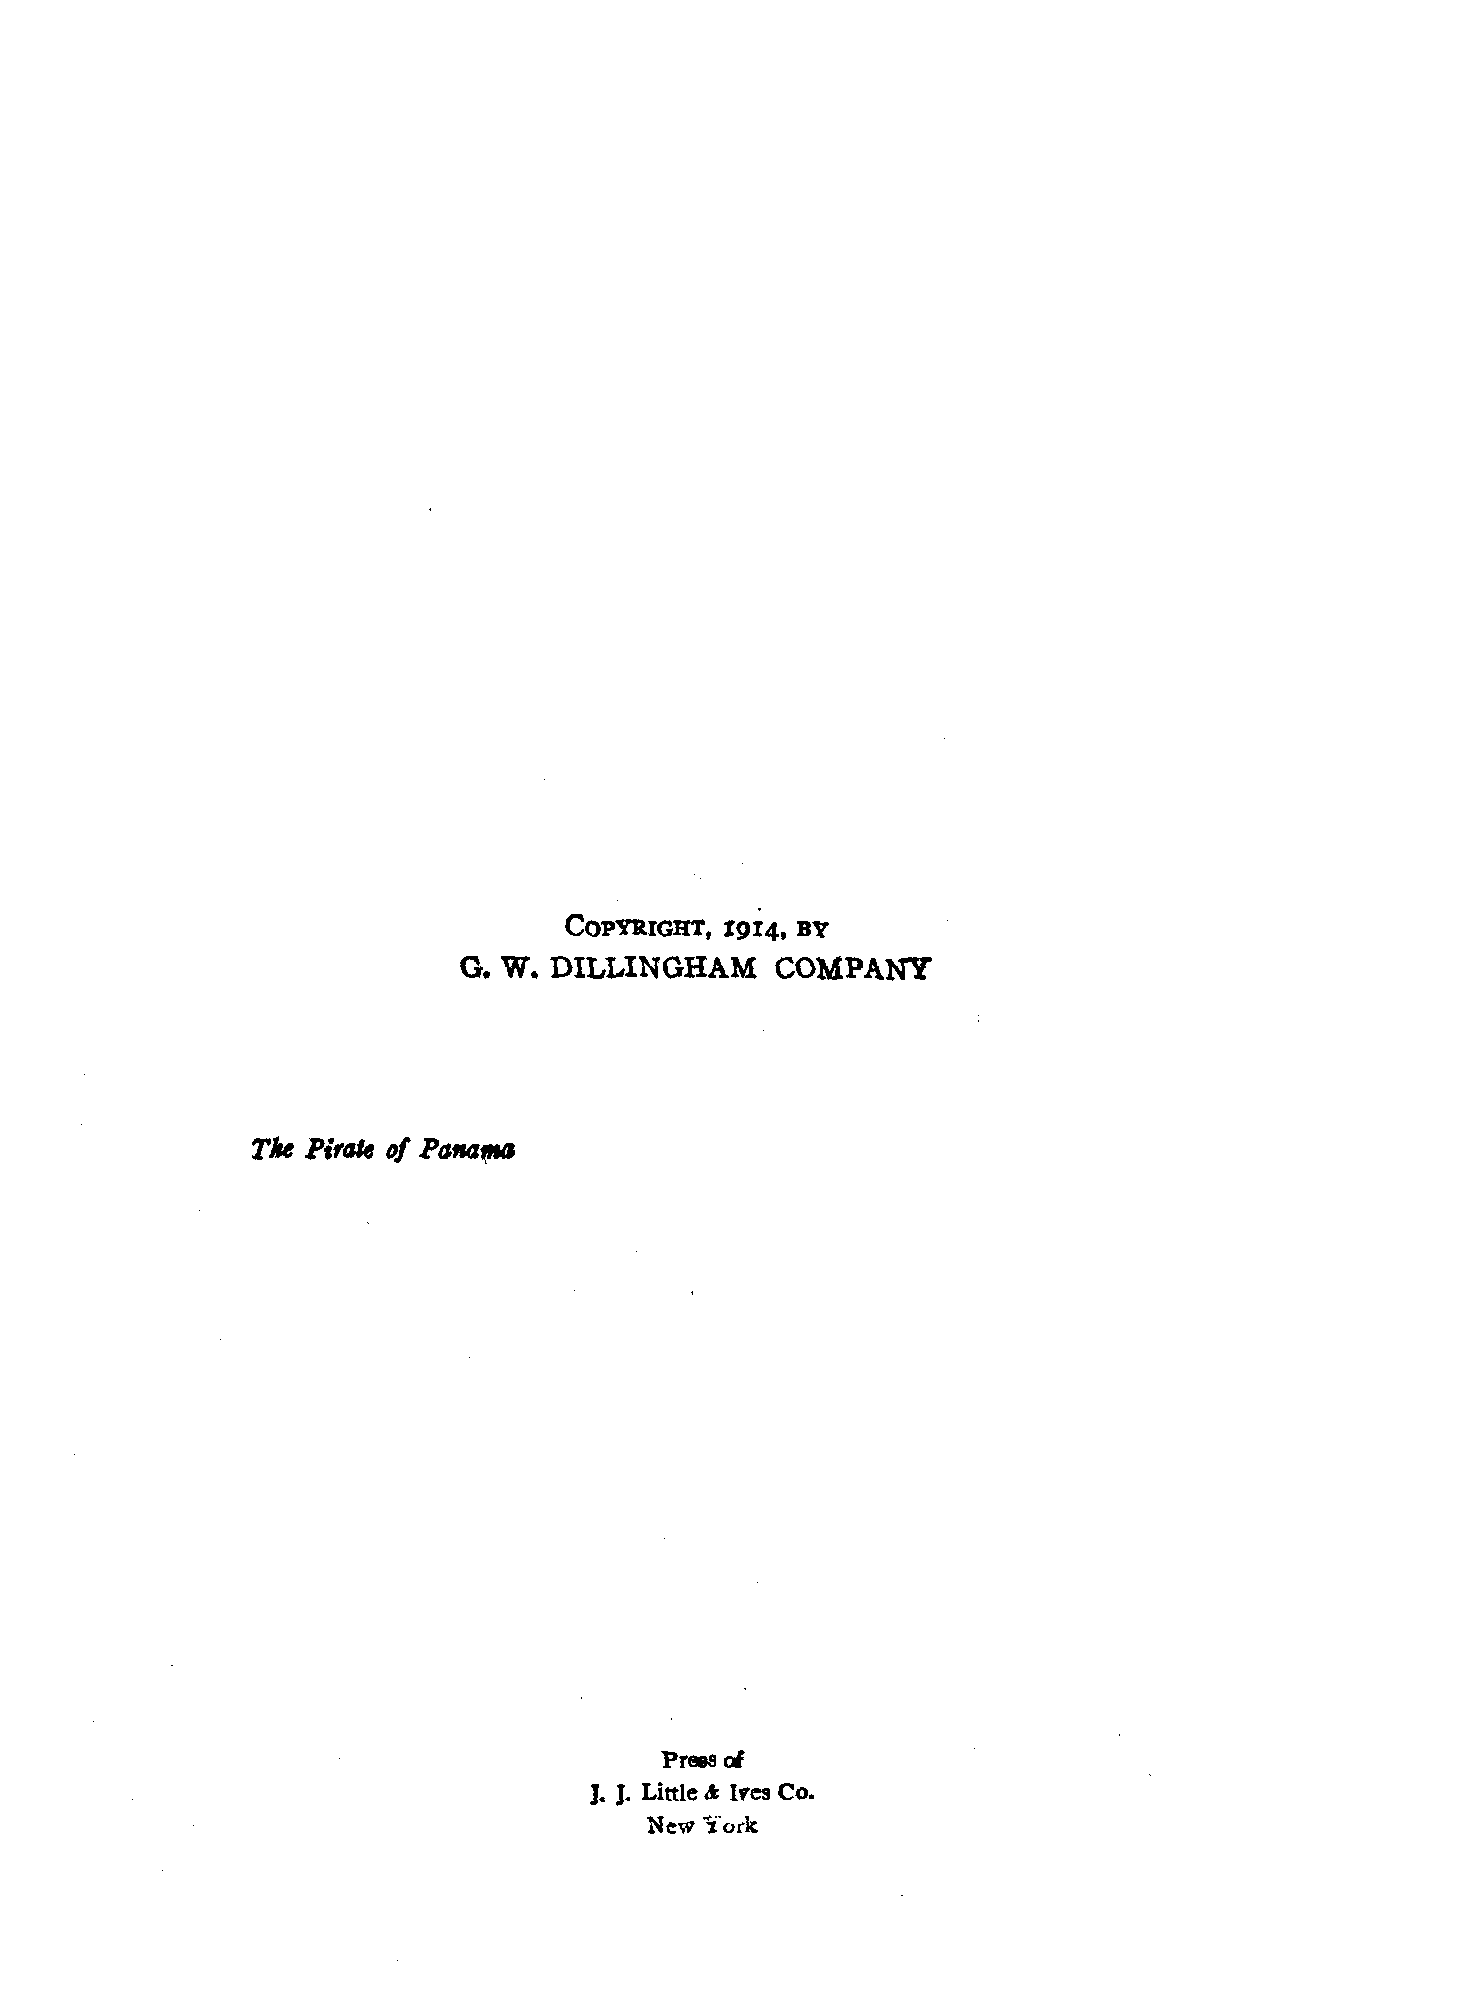 COPYRIGHT, 1914, BY
G. W. DILLINGHAM COMPANY
The Pirate of Panama
Press of
J. J. Little & Ives Co.
New York